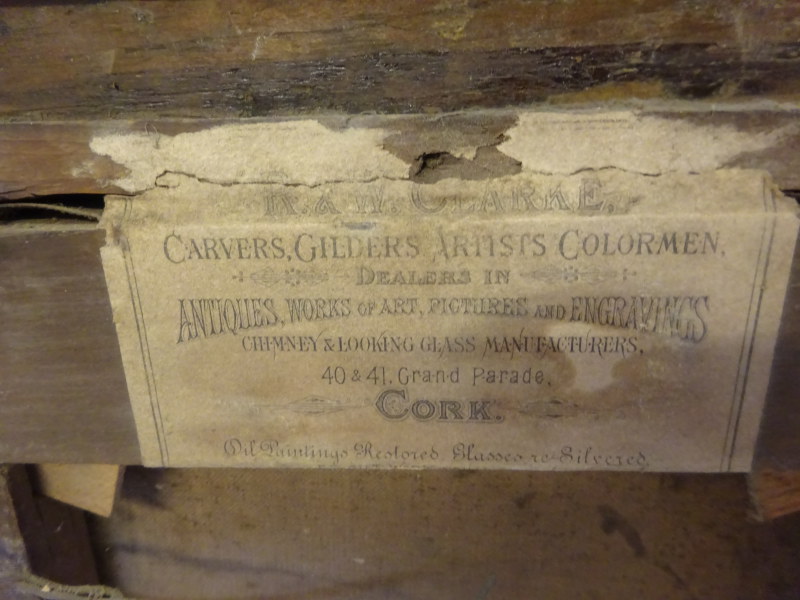 CLARKE,
CARVERS, GILDERS ARTISTS COLORMEN,
DEALERS IN
ANTIQUES, WORKS OF ART, PICTURES AND ENGRAVINGS
CHIMNEY & LOOKING GLASS MANUFACTURERS,
40 & 41. Grand Parade,
CORK.
Oil Paintings Restored Glasses re-Silvered